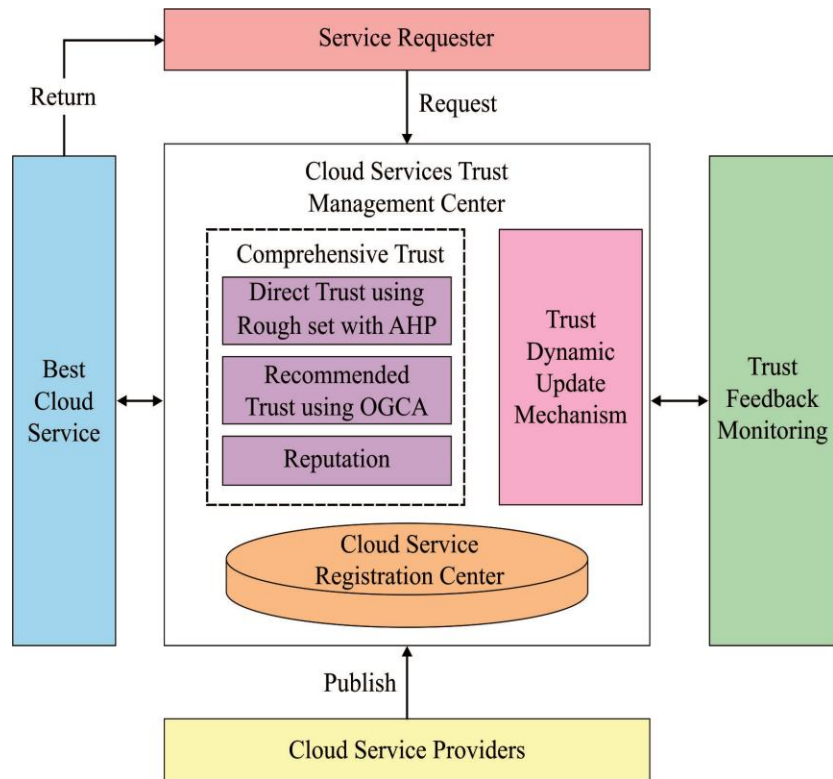 Service Requester
Return
Request
Cloud Services Trust
Management Center
Comprehensive Trust
Direct Trust using
Rough set with AHP
Recommended
Trust using OGCA
Reputation
Trust
Dynamic
Update
Mechanism
Best
Cloud
Service
Trust
Feedback
Monitoring
Cloud Service
Registration Center
Publish
Cloud Service Providers